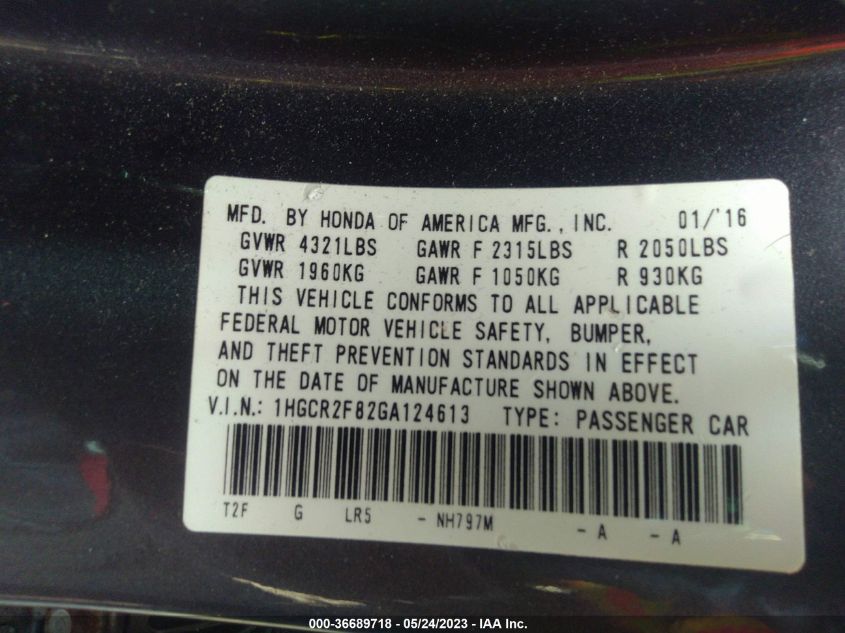 MFD. BY HONDA OF AMERICA MFG., INC. 01/'16
GVWR 4321LBS GAWR F 2315LBS R 2050LBS
GVWR 1960KG GAWR F 1050KG R 930KG
THIS VEHICLE CONFORMS TO ALL APPLICABLE
FEDERAL MOTOR VEHICLE SAFETY, BUMPER,
AND THEFT PREVENTION STANDARDS IN EFFECT
ON THE DATE OF MANUFACTURE SHOWN ABOVE.
V.I.N.: 1HGCR2F82GA124613 TYPE: PASSENGER CAR
T2F G LR5 - NH797M - A - A
000-36689718 - 05/24/2023 - IAA Inc.